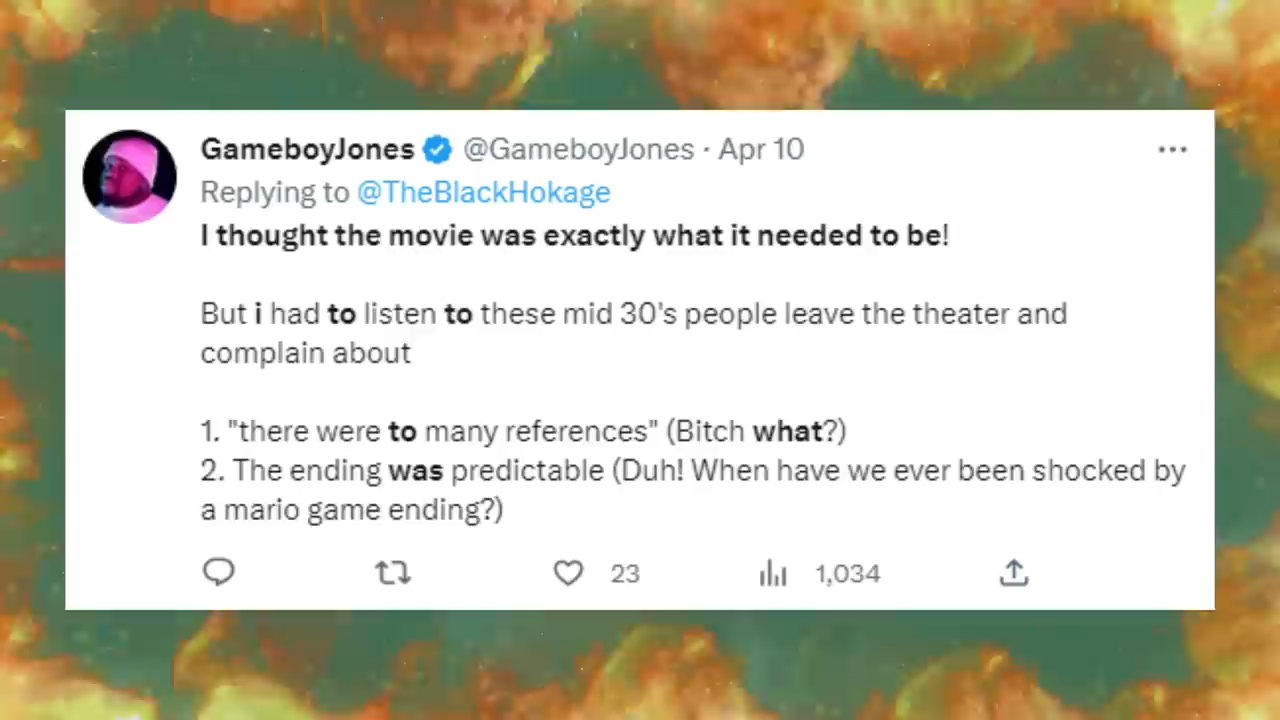 GameboyJones @GameboyJones · Apr 10
Replying to @TheBlackHokage
I thought the movie was exactly what it needed to be!
But i had to listen to these mid 30's people leave the theater and
complain about
1. "there were to many references" (Bitch what?)
2. The ending was predictable (Duh! When have we ever been shocked by
a mario game ending?)
23 1,034